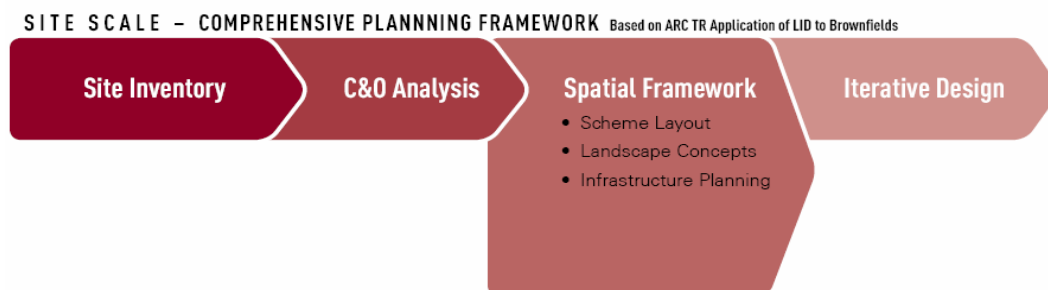 SITE SCALE – COMPREHENSIVE PLANNNING FRAMEWORK Based on ARC TR Application of LID to Brownfields
Site Inventory
C&O Analysis
Spatial Framework
• Scheme Layout
• Landscape Concepts
• Infrastructure Planning
Iterative Design